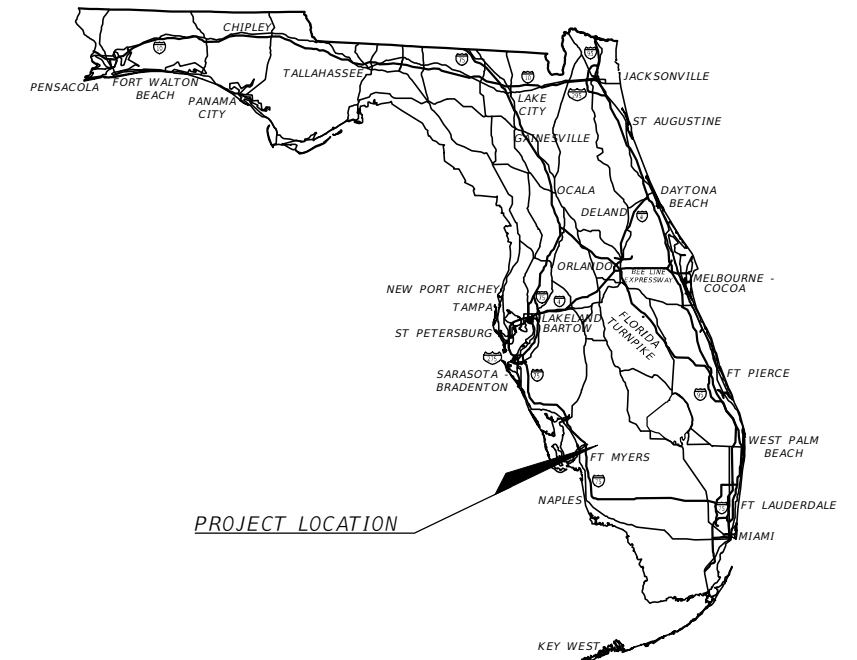 CHIPLEY
TALLAHASSEE
PENSACOLA
FORT WALTON
BEACH
PANAMA
CITY
JACKSONVILLE
LAKE
CITY
ST AUGUSTINE
GAINESVILLE
OCALA
DAYTONA
BEACH
DELAND
ORLANDO
BEE LINE
EXPRESSWAY
MELBOURNE -
COCOA
NEW PORT RICHEY
TAMPA
LAKELAND
BARTOW
ST PETERSBURG
FLORIDA
TURNPIKE
SARASOTA -
BRADENTON
FT PIERCE
WEST PALM
BEACH
FT MYERS
NAPLES
FT LAUDERDALE
PROJECT LOCATION
MIAMI
KEY WEST